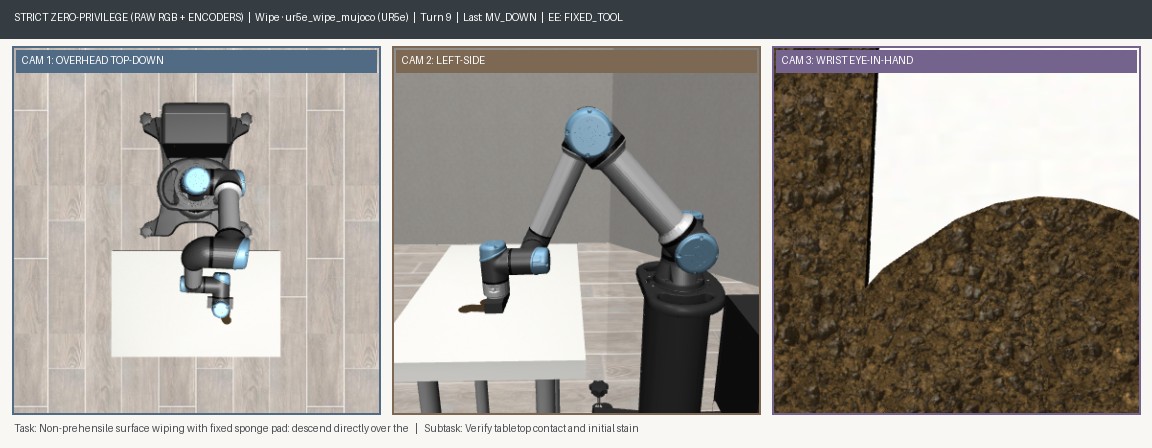 STRICT ZERO-PRIVILEGE (RAW RGB + ENCODERS) | Wipe · ur5e_wipe_mujoco (UR5e) | Turn 9 | Last: MV_DOWN | EE: FIXED_TOOL
CAM 1: OVERHEAD TOP-DOWN
CAM 2: LEFT-SIDE
CAM 3: WRIST EYE-IN-HAND
Task: Non-prehensile surface wiping with fixed sponge pad: descend directly over the | Subtask: Verify tabletop contact and initial stain